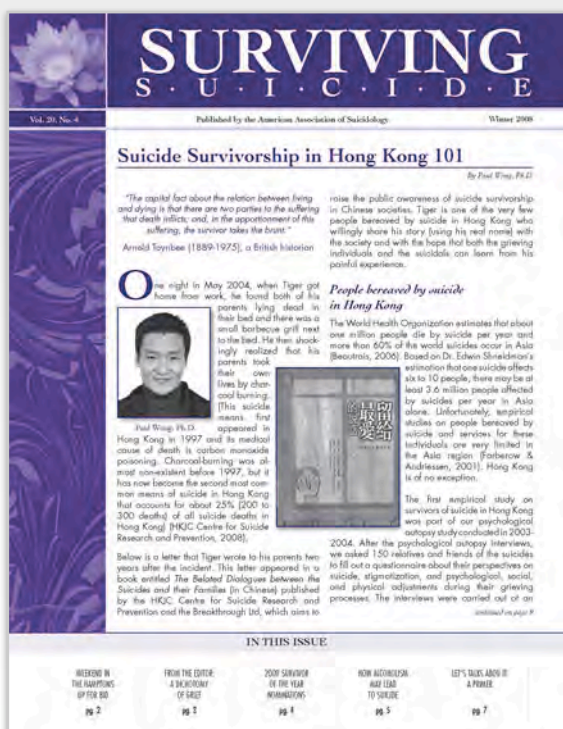 SURVIVING
S · U · I · C · I · D · E
Vol. 20, No. 4
Published by the American Association of Suicidology
Winter 2008
Suicide Survivorship in Hong Kong 101
By Paul Wong, Ph.D.
"The capital fact about the relation between living
and dying is that there are two parties to the suffering
that death inflicts; and, in the apportionment of this
suffering, the survivor takes the brunt."
Arnold Toynbee (1889-1975), a British historian
One night in May 2004, when Tiger got
home from work, he found both of his
parents lying dead in
their bed and there was a
small barbecue grill next
to the bed. He then shock-
ingly realized that his
parents took
their own
lives by char-
coal burning.
(This suicide
means first
appeared in
Paul Wong, Ph.D.
Hong Kong in 1997 and its medical
cause of death is carbon monoxide
poisoning. Charcoal-burning was al-
most non-existent before 1997, but it
has now become the second most com-
mon means of suicide in Hong Kong
that accounts for about 25% (200 to
300 deaths) of all suicide deaths in
Hong Kong) (HKJC Centre for Suicide
Research and Prevention, 2008).
Below is a letter that Tiger wrote to his parents two
years after the incident. This letter appeared in a
book entitled The Belated Dialogues between the
Suicides and their Families (in Chinese) published
by the HKJC Centre for Suicide Research and
Prevention and the Breakthrough Ltd, which aims to
raise the public awareness of suicide survivorship
in Chinese societies. Tiger is one of the very few
people bereaved by suicide in Hong Kong who
willingly share his story (using his real name) with
the society and with the hope that both the grieving
individuals and the suicidals can learn from his
painful experience.
People bereaved by suicide
in Hong Kong
The World Health Organization estimates that about
one million people die by suicide per year and
more than 60% of the world suicides occur in Asia
(Beautrais, 2006). Based on Dr. Edwin Shneidman's
estimation that one suicide affects
six to 10 people, there may be at
least 3.6 million people affected
by suicides per year in Asia
alone. Unfortunately, empirical
studies on people bereaved by
suicide and services for these
individuals are very limited in
the Asia region (Farberow &
Andriessen, 2001). Hong Kong
is of no exception.
留給
最愛
The first empirical study on
survivors of suicide in Hong Kong
was part of our psychological
autopsy study conducted in 2003-
2004. After the psychological autopsy interviews,
we asked 150 relatives and friends of the suicides
to fill out a questionnaire about their perspectives on
suicide, stigmatization, and psychological, social,
and physical adjustments during their grieving
processes. The interviews were carried out at an
continued on page 8
IN THIS ISSUE
WEEKEND IN
THE HAMPTONS
UP FOR BID
pg 2
FROM THE EDITOR:
A DICHOTOMY
OF GRIEF
pg 3
2009 SURVIVOR
OF THE YEAR
NOMINATIONS
pg 4
HOW ALCOHOLISM
MAY LEAD
TO SUICIDE
pg 5
LET'S TALKS ABOUT IT
A PRIMER
pg 7